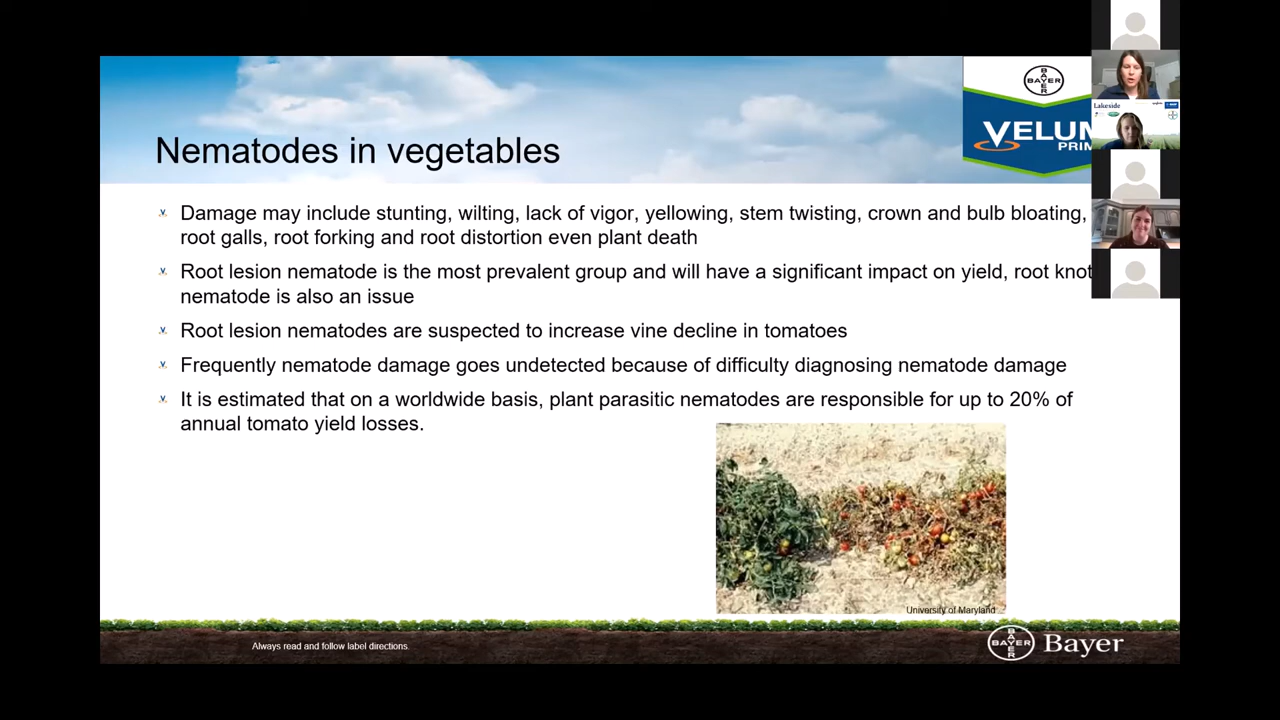 BAYER
BAYER
VELUM
PRIM
Lakeside
Nematodes in vegetables
Damage may include stunting, wilting, lack of vigor, yellowing, stem twisting, crown and bulb bloating,
root galls, root forking and root distortion even plant death
Root lesion nematode is the most prevalent group and will have a significant impact on yield, root knot
nematode is also an issue
Root lesion nematodes are suspected to increase vine decline in tomatoes
Frequently nematode damage goes undetected because of difficulty diagnosing nematode damage
It is estimated that on a worldwide basis, plant parasitic nematodes are responsible for up to 20% of
annual tomato yield losses.
University of Maryland
Always read and follow label directions.
BAYER
BAYER
Bayer